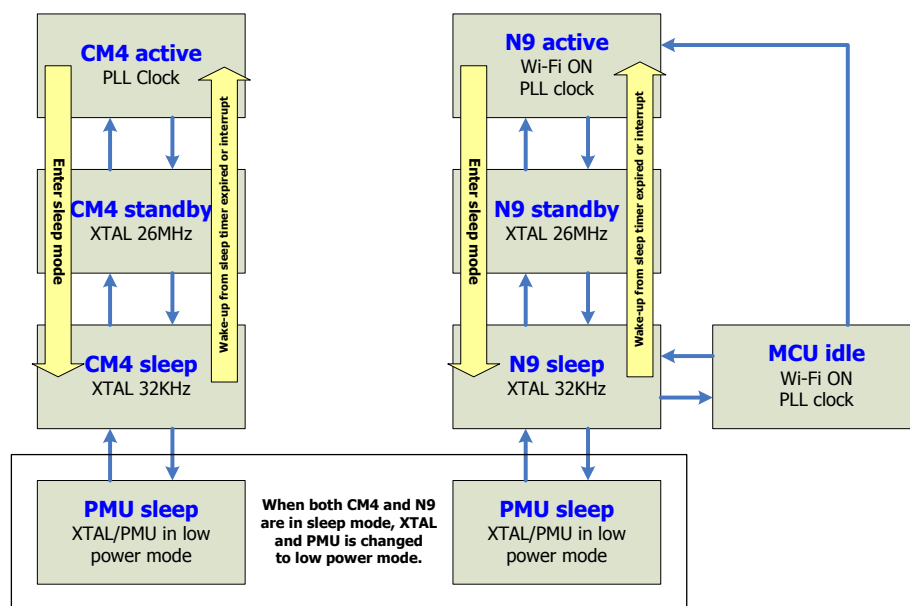 CM4 active
PLL Clock
Enter sleep mode
Wake-up from sleep timer expired or interrupt
CM4 standby
XTAL 26MHz
CM4 sleep
XTAL 32KHz
PMU sleep
XTAL/PMU in low
power mode
When both CM4 and N9
are in sleep mode, XTAL
and PMU is changed
to low power mode.
N9 active
Wi-Fi ON
PLL clock
Enter sleep mode
Wake-up from sleep timer expired or interrupt
N9 standby
XTAL 26MHz
N9 sleep
XTAL 32KHz
MCU idle
Wi-Fi ON
PLL clock
PMU sleep
XTAL/PMU in low
power mode